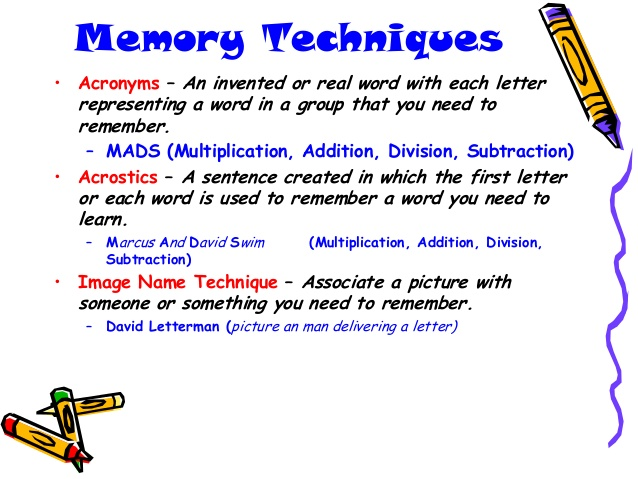 Memory Techniques
• Acronyms – An invented or real word with each letter
representing a word in a group that you need to
remember.
– MADS (Multiplication, Addition, Division, Subtraction)
• Acrostics – A sentence created in which the first letter
or each word is used to remember a word you need to
learn.
– Marcus And David Swim (Multiplication, Addition, Division,
Subtraction)
• Image Name Technique – Associate a picture with
someone or something you need to remember.
– David Letterman (picture an man delivering a letter)